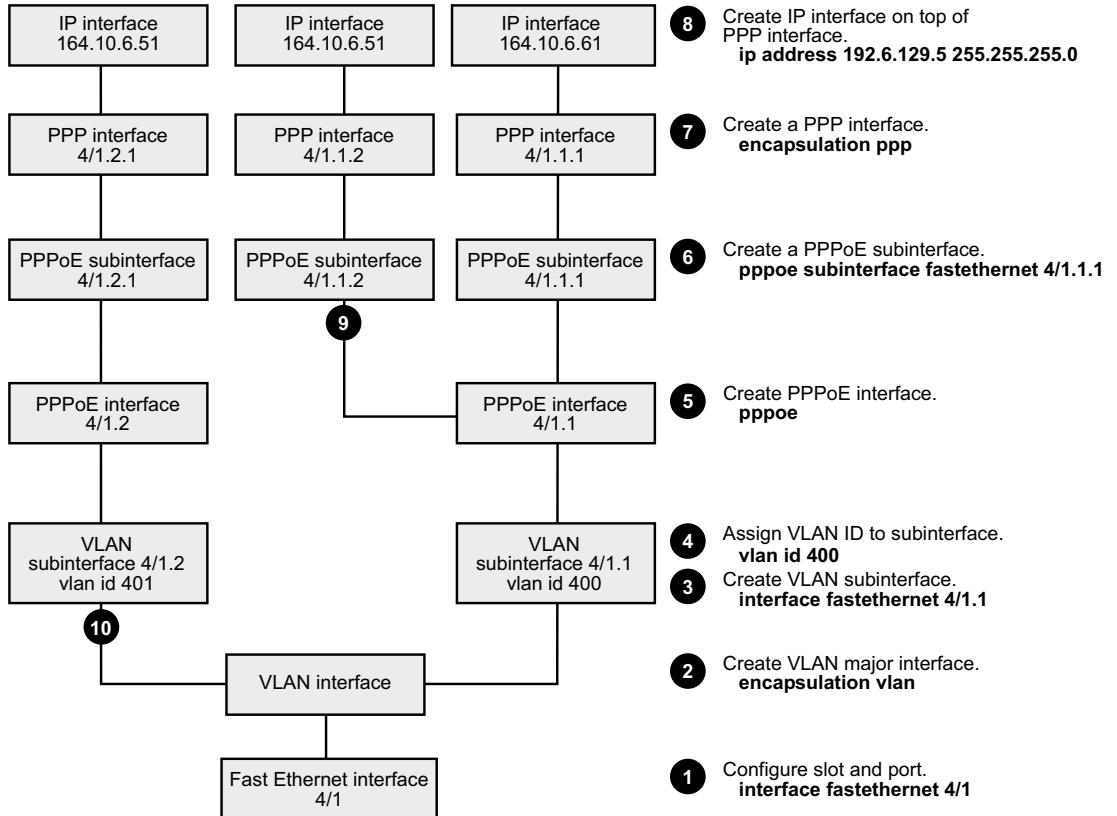 IP interface
164.10.6.51
IP interface
164.10.6.51
IP interface
164.10.6.61
8
Create IP interface on top of
PPP interface.
ip address 192.6.129.5 255.255.255.0
PPP interface
4/1.2.1
PPP interface
4/1.1.2
PPP interface
4/1.1.1
7
Create a PPP interface.
encapsulation ppp
PPPoE subinterface
4/1.2.1
PPPoE subinterface
4/1.1.2
PPPoE subinterface
4/1.1.1
6
Create a PPPoE subinterface.
pppoe subinterface fastethernet 4/1.1.1
9
PPPoE interface
4/1.2
PPPoE interface
4/1.1
5
Create PPPoE interface.
pppoe
VLAN
subinterface 4/1.2
vlan id 401
VLAN
subinterface 4/1.1
vlan id 400
4
Assign VLAN ID to subinterface.
vlan id 400
3
Create VLAN subinterface.
interface fastethernet 4/1.1
10
VLAN interface
2
Create VLAN major interface.
encapsulation vlan
Fast Ethernet interface
4/1
1
Configure slot and port.
interface fastethernet 4/1